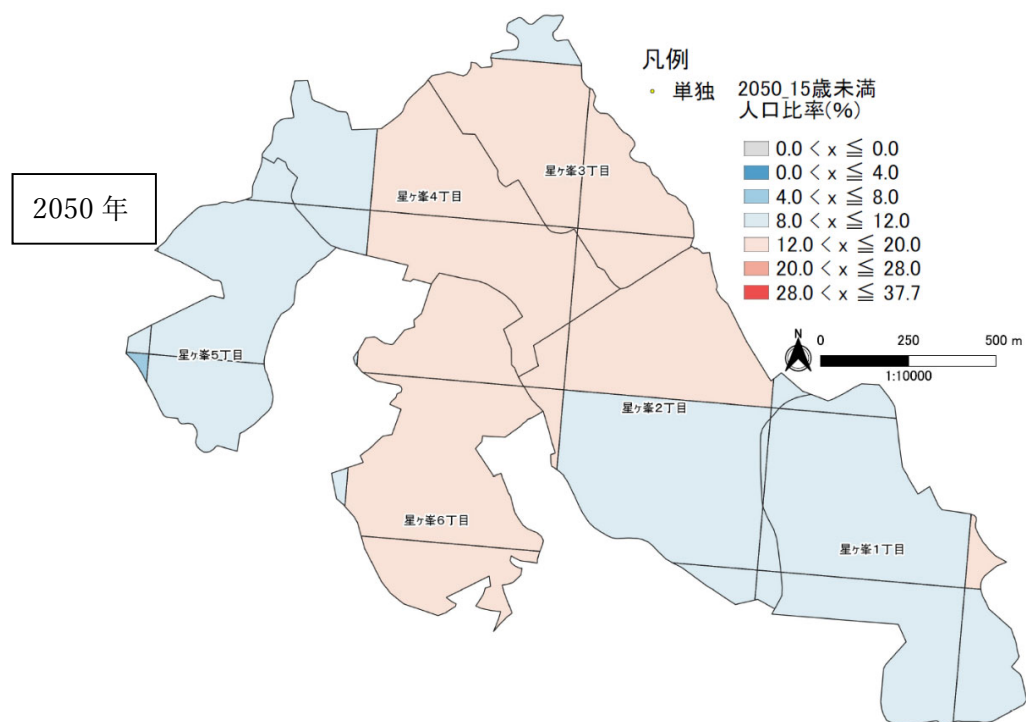 凡例
単独
2050_15歳未満
人口比率(%)
0.0 < x ≦ 0.0
0.0 < x ≦ 4.0
4.0 < x ≦ 8.0
8.0 < x ≦ 12.0
12.0 < x ≦ 20.0
20.0 < x ≦ 28.0
28.0 < x ≦ 37.7
2050 年
星ヶ峯3丁目
星ヶ峯4丁目
N
0 250 500 m
1:10000
星ヶ峯5丁目
星ヶ峯2丁目
星ヶ峯6丁目
星ヶ峯1丁目